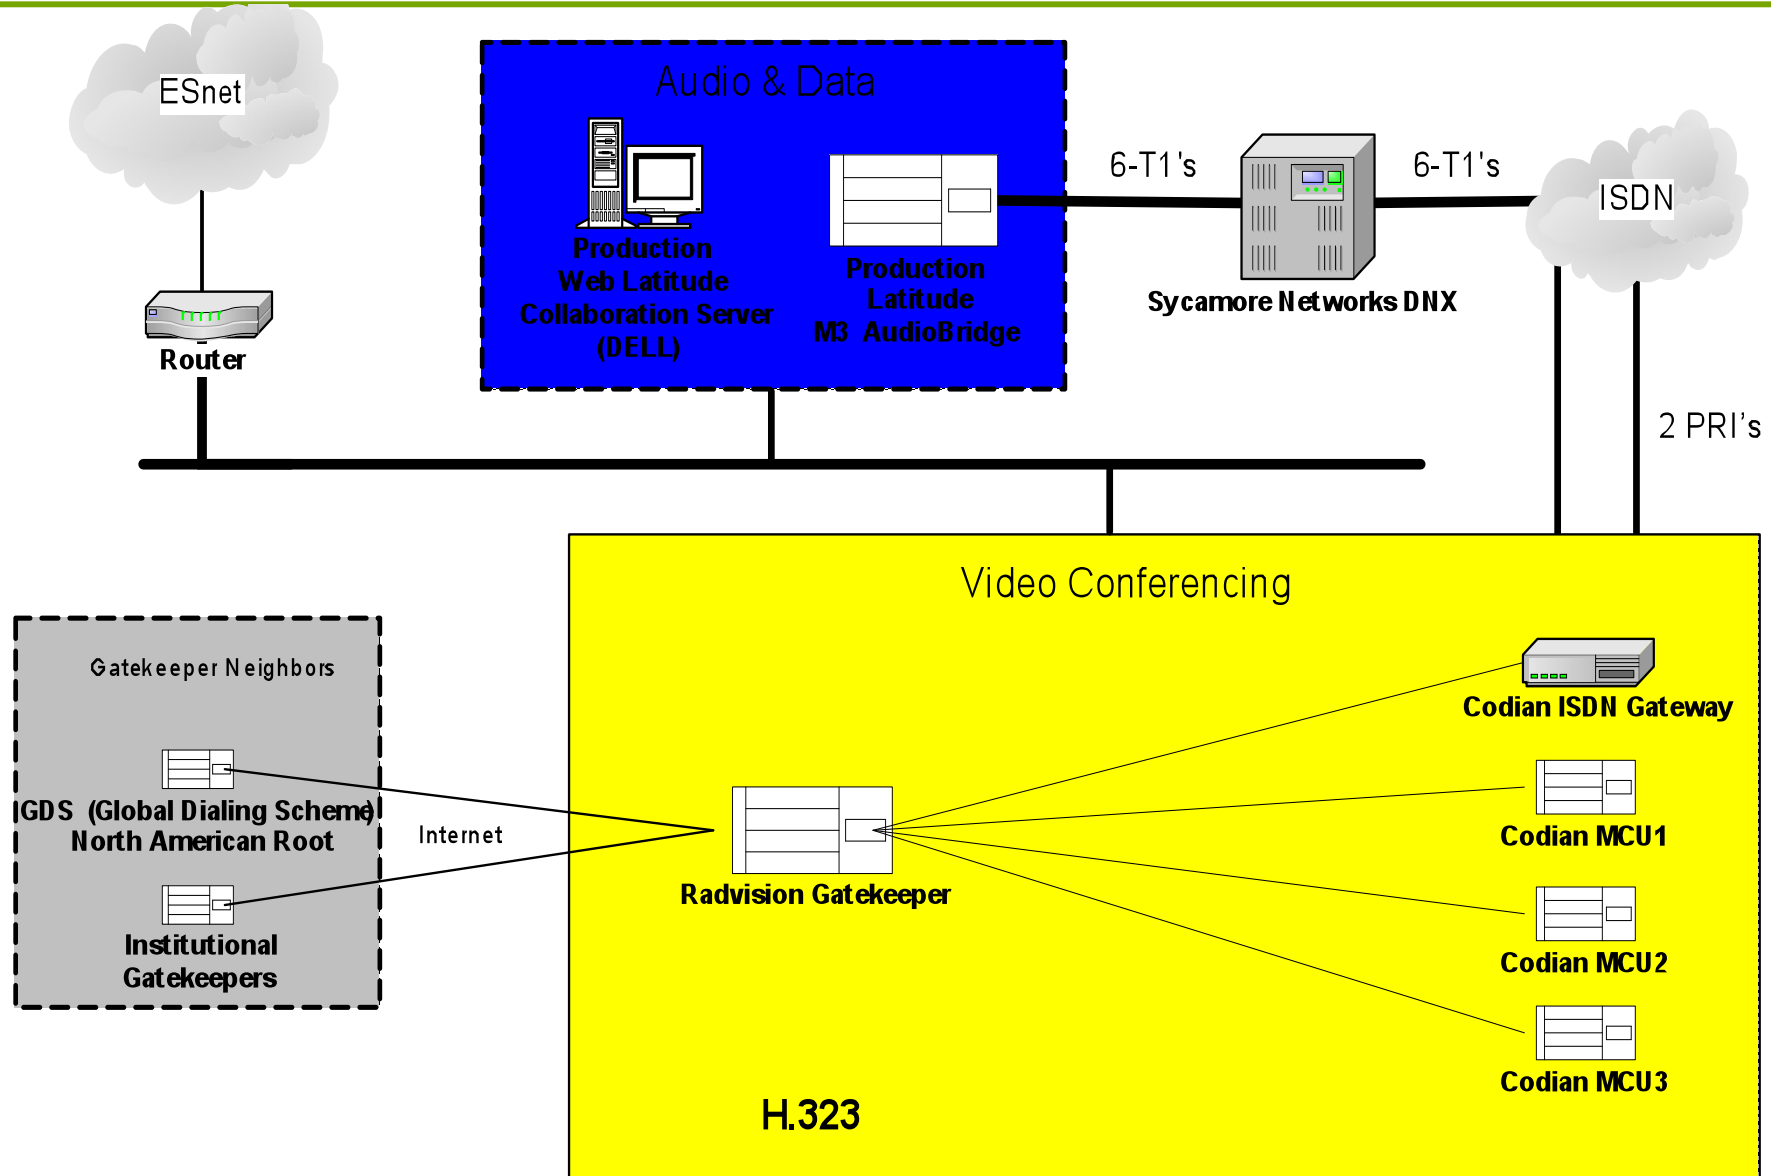 ESnet
Audio & Data
6-T1's
6-T1's
ISDN
Production
Web Latitude
Collaboration Server
(DELL)
Production
Latitude
M3 AudioBridge
Sycamore Networks DNX
Router
2 PRI's
Video Conferencing
Gatekeeper Neighbors
GDS (Global Dialing Scheme)
North American Root
Internet
Institutional
Gatekeepers
Radvision Gatekeeper
Codian ISDN Gateway
Codian MCU1
Codian MCU2
Codian MCU3
H.323